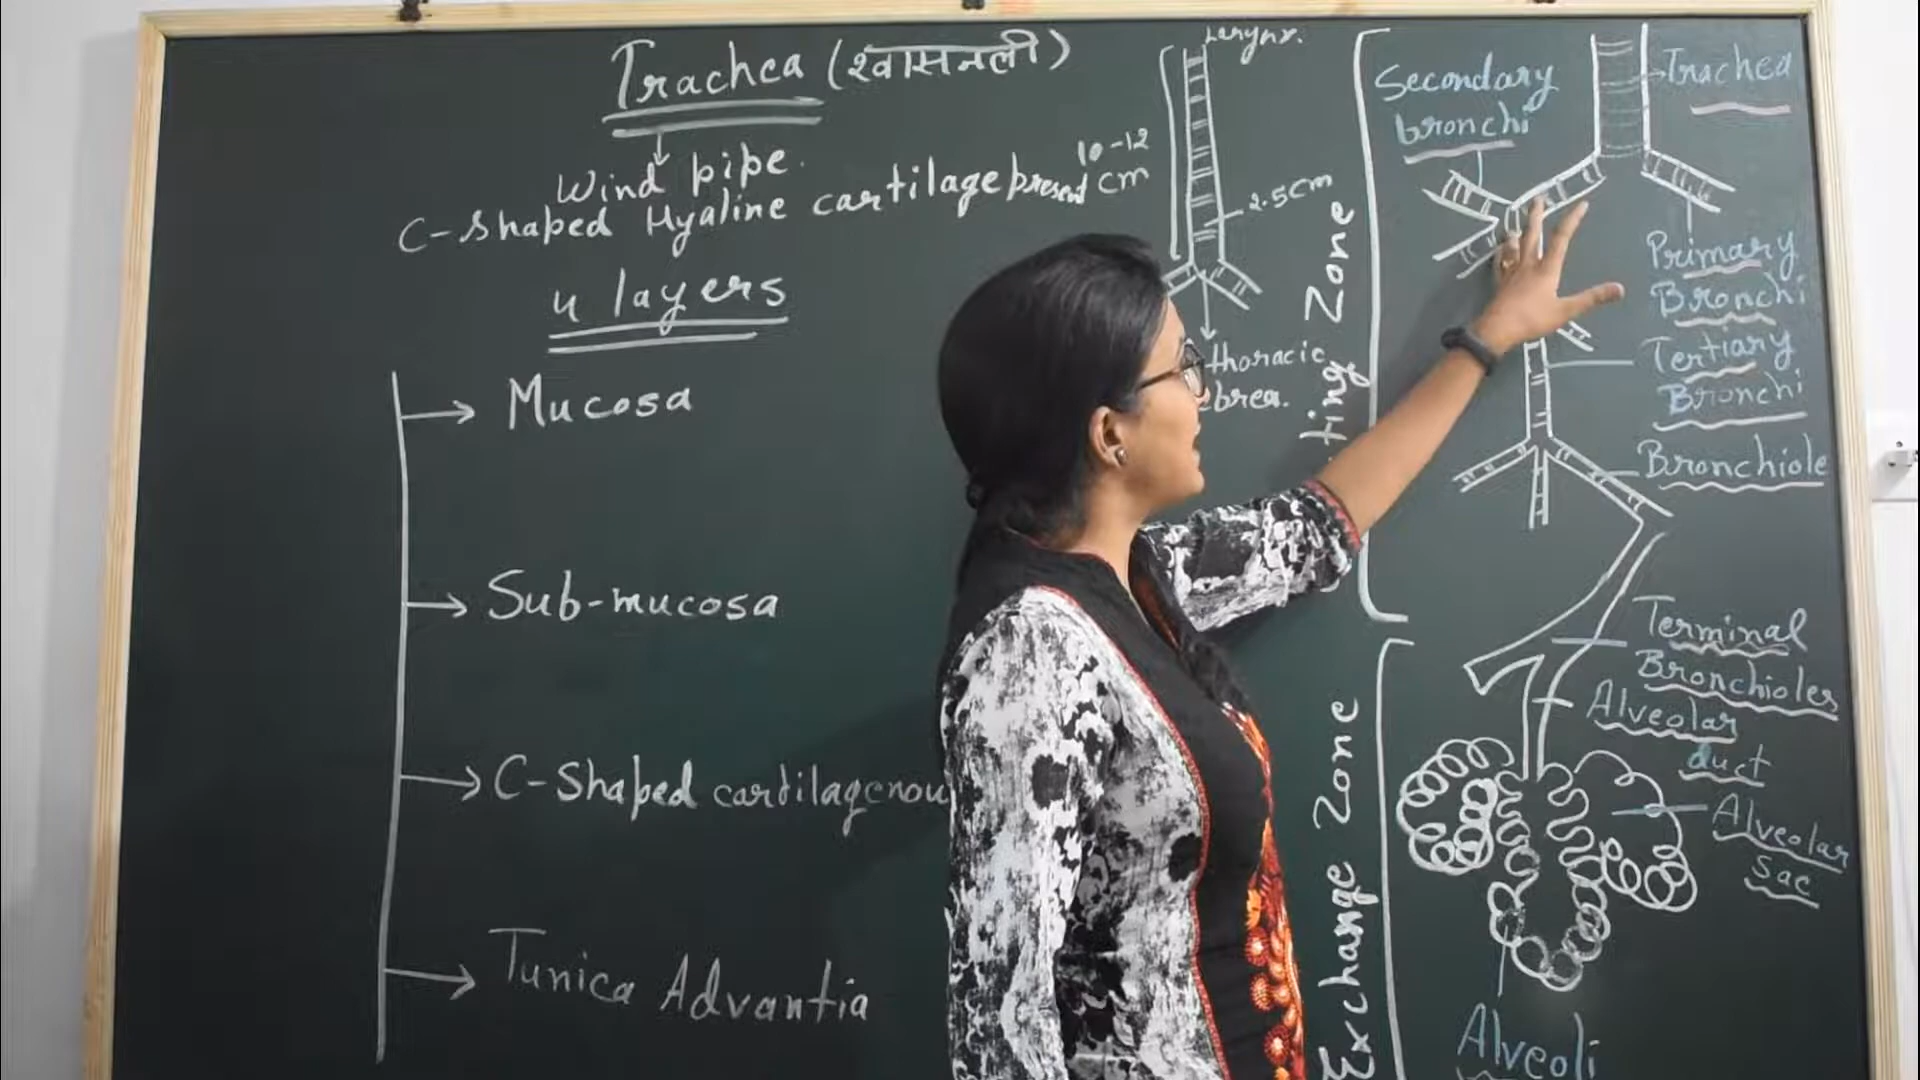 Trachea (श्वासनली)
Wind pipe.
C-shaped Hyaline cartilage present
4 layers
Mucosa
Sub-mucosa
C-Shaped cartilagenou
Tunica Advantia
Larynx.
10-12
cm
2.5cm
thoracic
ting Zone
Exchange Zone
Secondary
bronchi
Trachea
Primary
Bronchi
Tertiary
Bronchi
Bronchiole
Terminal
Bronchioles
Alveolar
duct
Alveolar
sac
Alveoli